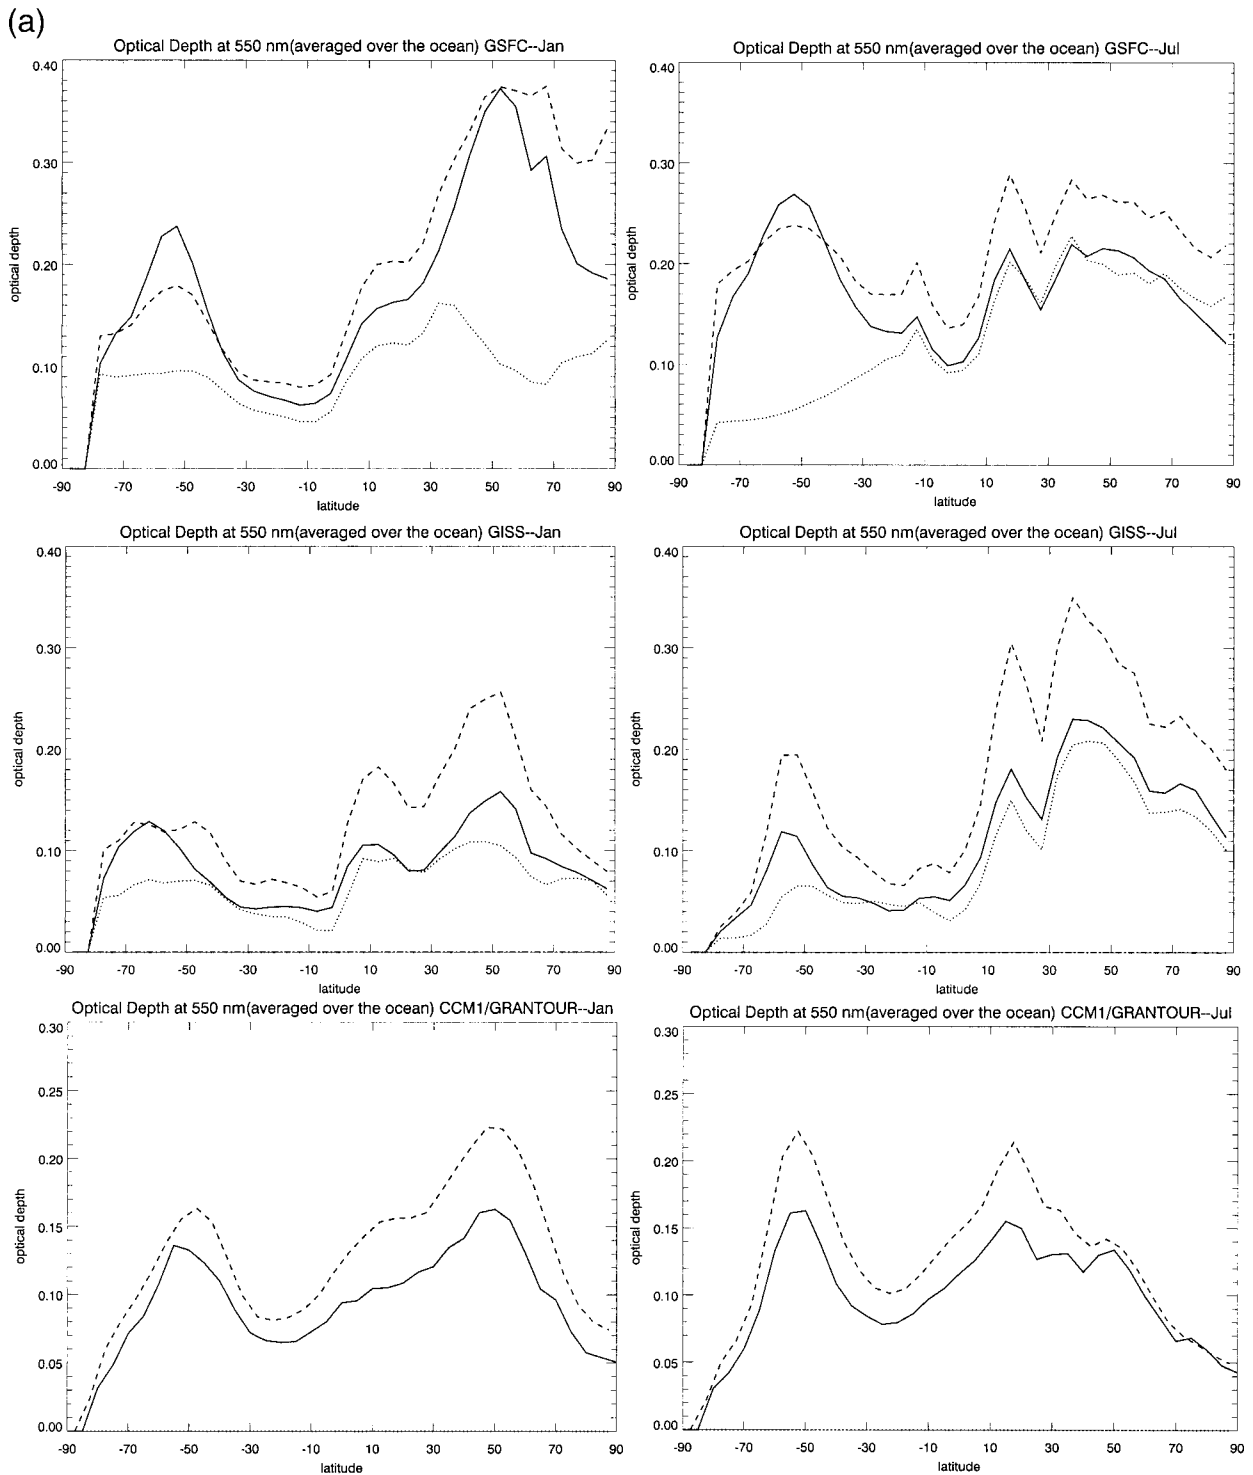 (a)
Optical Depth at 550 nm(averaged over the ocean) GSFC--Jan
0.40
0.30
0.20
0.10
0.00
optical depth
-90 -70 -50 -30 -10 10 30 50 70 90
latitude
Optical Depth at 550 nm(averaged over the ocean) GSFC--Jul
0.40
0.30
0.20
0.10
0.00
optical depth
-90 -70 -50 -30 -10 10 30 50 70 90
latitude
Optical Depth at 550 nm(averaged over the ocean) GISS--Jan
0.40
0.30
0.20
0.10
0.00
optical depth
-90 -70 -50 -30 -10 10 30 50 70 90
latitude
Optical Depth at 550 nm(averaged over the ocean) GISS--Jul
0.40
0.30
0.20
0.10
0.00
optical depth
-90 -70 -50 -30 -10 10 30 50 70 90
latitude
Optical Depth at 550 nm(averaged over the ocean) CCM1/GRANTOUR--Jan
0.30
0.25
0.20
0.15
0.10
0.05
0.00
optical depth
-90 -70 -50 -30 -10 10 30 50 70 90
latitude
Optical Depth at 550 nm(averaged over the ocean) CCM1/GRANTOUR--Jul
0.30
0.25
0.20
0.15
0.10
0.05
0.00
optical depth
-90 -70 -50 -30 -10 10 30 50 70 90
latitude